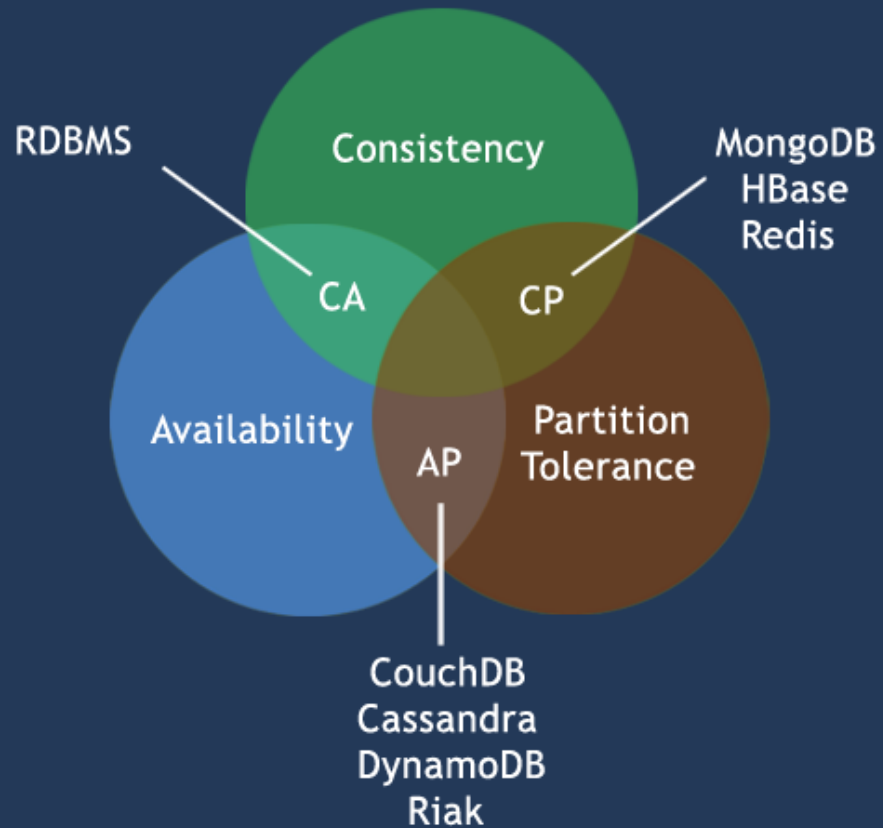 RDBMS
Consistency
MongoDB
HBase
Redis
CA
CP
Availability
Partition
Tolerance
AP
CouchDB
Cassandra
DynamoDB
Riak